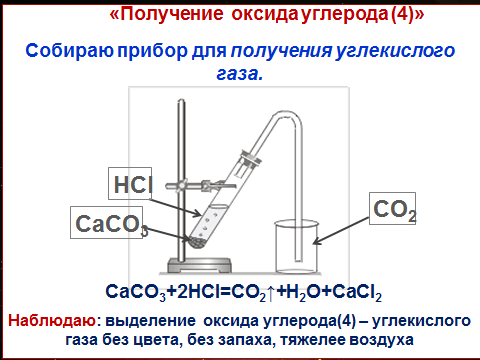 «Получение оксида углерода (4)»
Собираю прибор для получения углекислого
газа.
HCl
CaCO₃
CO₂
CaCO₃+2HCl=CO₂↑+H₂O+CaCl₂
Наблюдаю: выделение оксида углерода(4) – углекислого
газа без цвета, без запаха, тяжелее воздуха